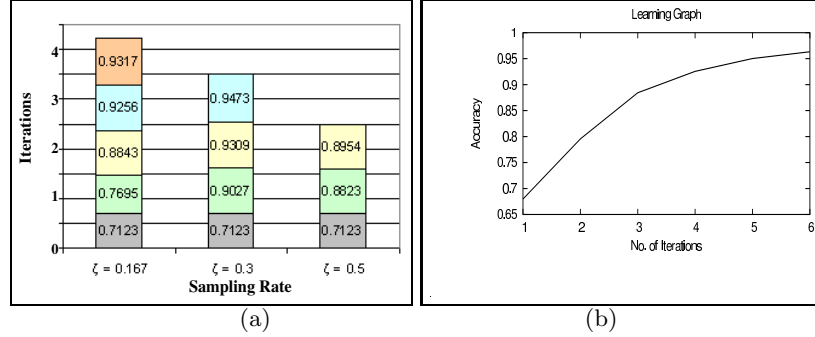 4
3
2
1
0
Iterations
0.9317
0.9256
0.8843
0.7695
0.7123
0.9473
0.9309
0.9027
0.7123
0.8954
0.8823
0.7123
ζ = 0.167 ζ = 0.3 ζ = 0.5
Sampling Rate
(a)
Learning Graph
1
0.95
0.9
0.85
0.8
0.75
0.7
0.65
Accuracy
1 2 3 4 5 6
No. of Iterations
(b)